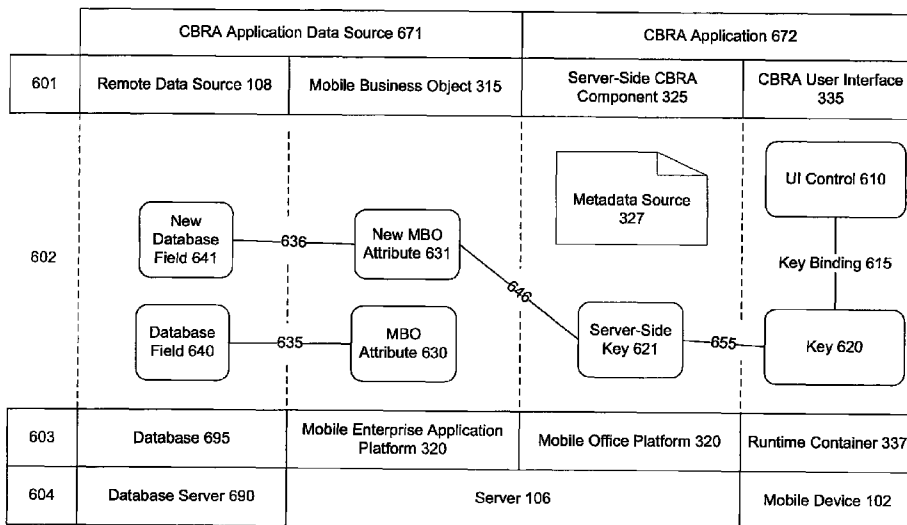 CBRA Application Data Source 671
CBRA Application 672
601
Remote Data Source 108
Mobile Business Object 315
Server-Side CBRA
Component 325
CBRA User Interface
335
602
Metadata Source
327
UI Control 610
New
Database
Field 641
636
New MBO
Attribute 631
Key Binding 615
646
Database
Field 640
635
MBO
Attribute 630
Server-Side
Key 621
655
Key 620
603
Database 695
Mobile Enterprise Application
Platform 320
Mobile Office Platform 320
Runtime Container 337
604
Database Server 690
Server 106
Mobile Device 102